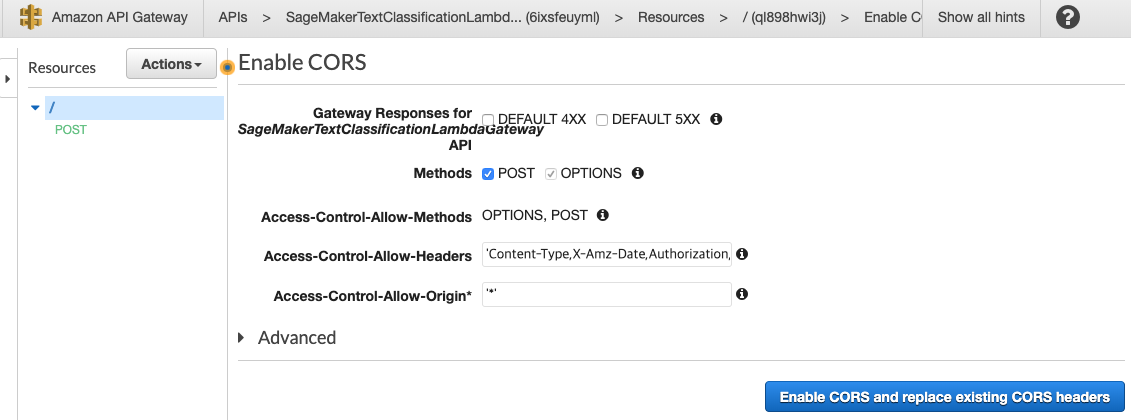 Amazon API Gateway APIs > SageMakerTextClassificationLambd... (6ixsfeuyml) > Resources > / (ql898hwi3j) > Enable C Show all hints ?
Resources Actions Enable CORS
/
POST
Gateway Responses for
SageMakerTextClassificationLambdaGateway
API
DEFAULT 4XX DEFAULT 5XX
Methods POST OPTIONS
Access-Control-Allow-Methods OPTIONS, POST
Access-Control-Allow-Headers 'Content-Type,X-Amz-Date,Authorization,
Access-Control-Allow-Origin* '*'
Advanced
Enable CORS and replace existing CORS headers